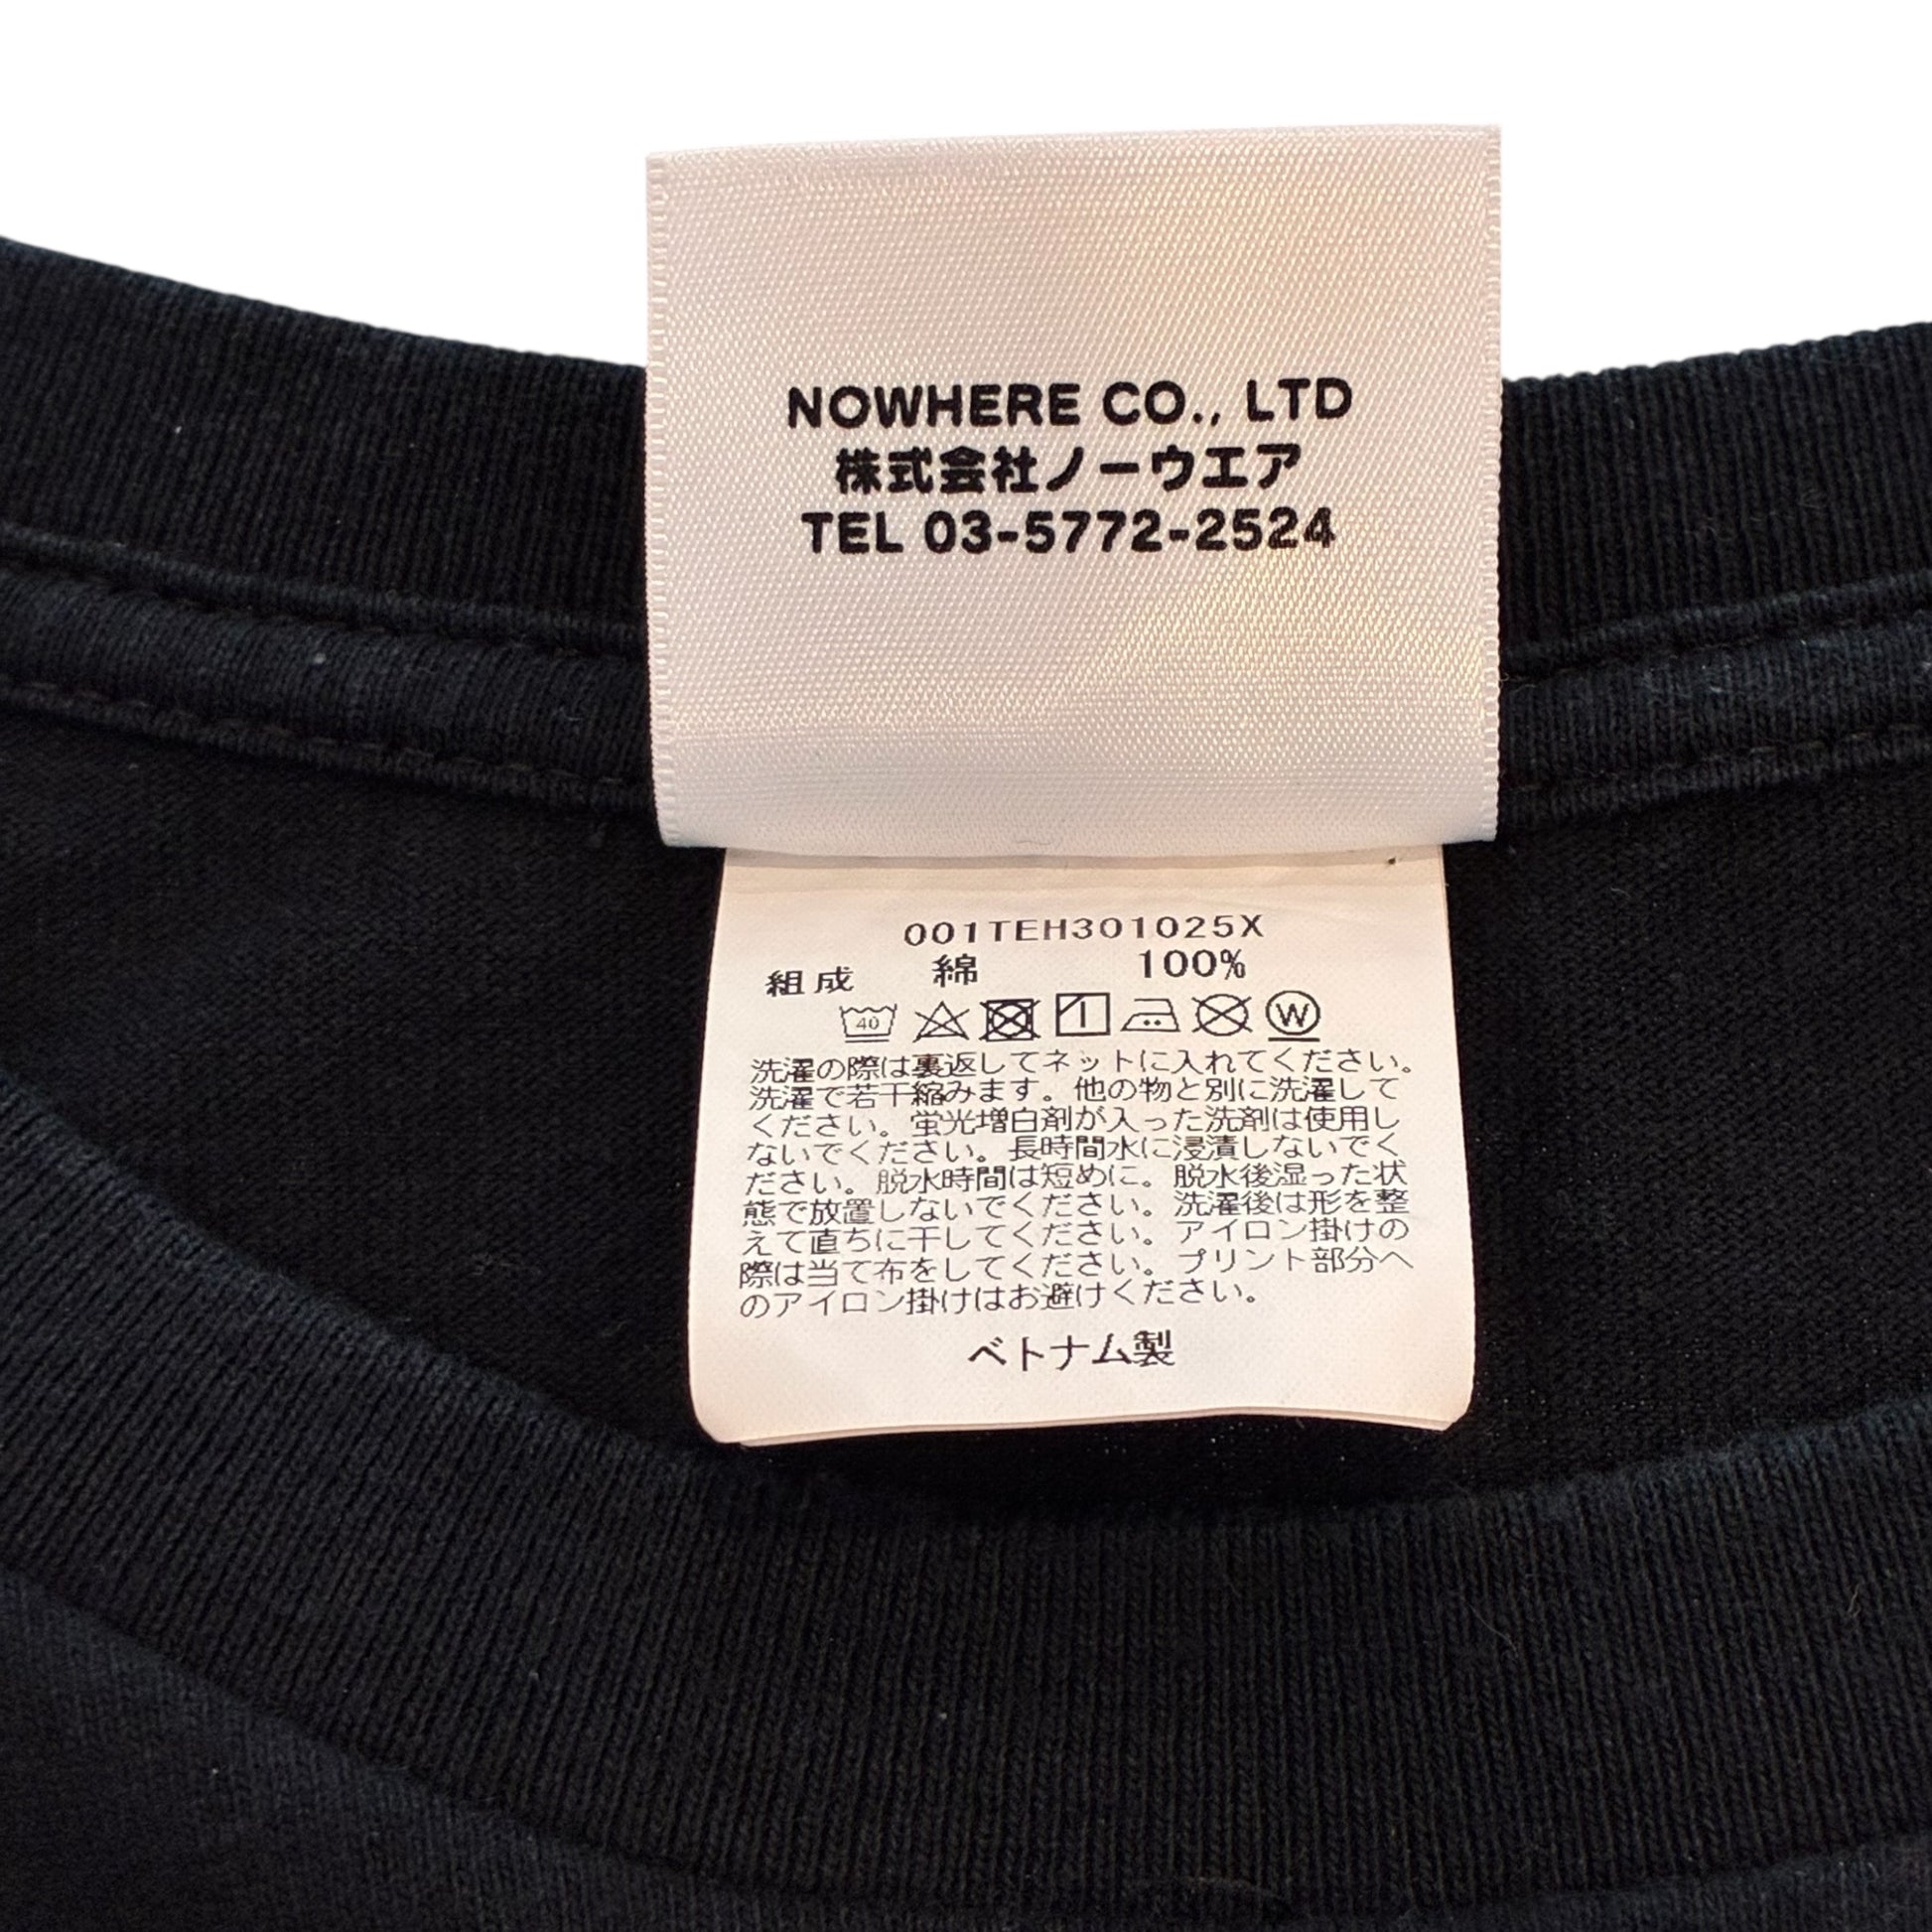 NOWHERE CO., LTD
株式会社ノーウエア
TEL 03-5772-2524
001TEH301025X
組成 綿 100%
40 W
洗濯の際は裏返してネットに入れてください。
洗濯で若干縮みます。他の物と別に洗濯して
ください。蛍光増白剤が入った洗剤は使用し
ないでください。長時間水に浸漬しないでく
ださい。脱水時間は短めに。脱水後湿った状
態で放置しないでください。洗濯後は形を整
えて直ちに干してください。アイロン掛けの
際は当て布をしてください。プリント部分へ
のアイロン掛けはお避けください。
ベトナム製